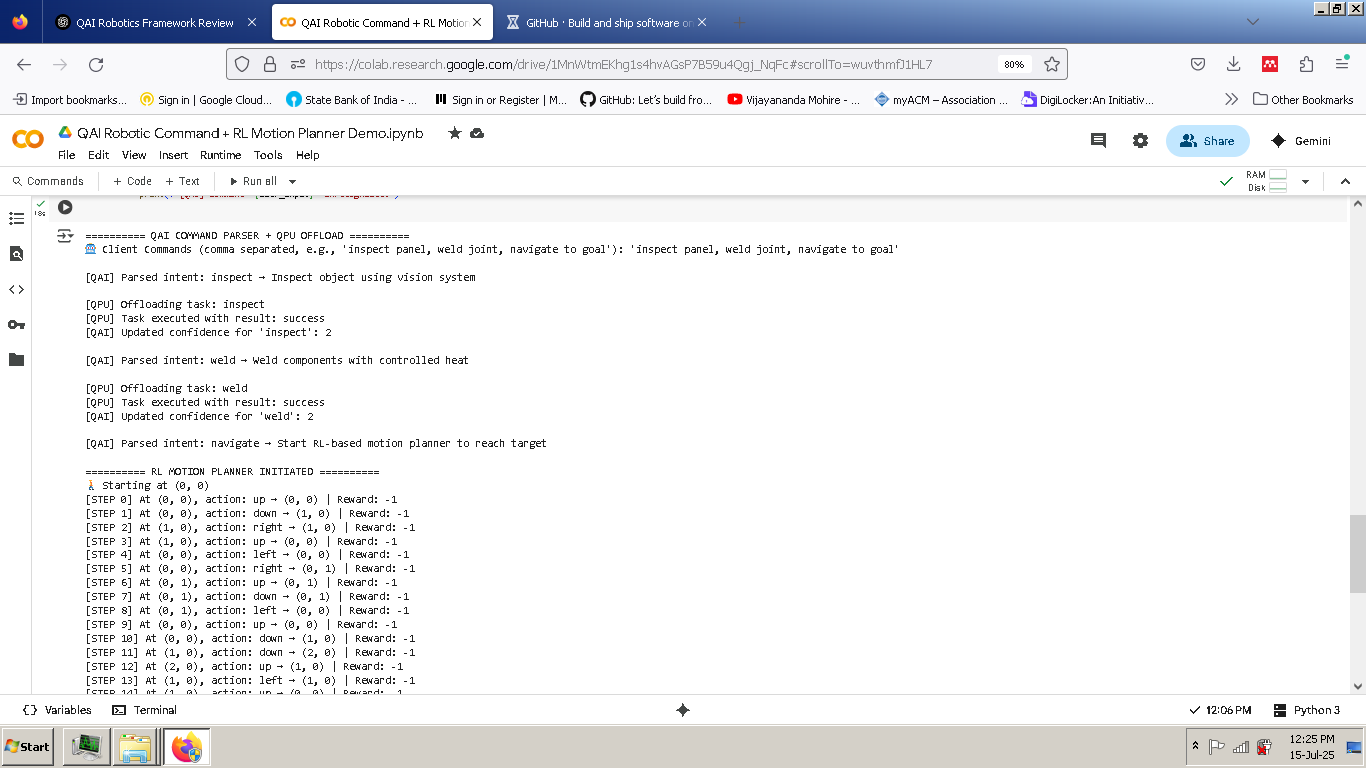 QAI Robotics Framework Review
QAI Robotic Command + RL Motion
GitHub · Build and ship software on
https://colab.research.google.com/drive/1MnWtmEKhg1s4hvAGsP7B59u4Qgj_NqFc#scrollTo=wuvthmfJ1HL7
80%
Import bookmarks...
Sign in | Google Cloud...
State Bank of India - ...
Sign in or Register | M...
GitHub: Let's build fro...
Vijayananda Mohire - ...
myACM – Association ...
DigiLocker:An Initiativ...
Other Bookmarks
QAI Robotic Command + RL Motion Planner Demo.ipynb
File Edit View Insert Runtime Tools Help
Share
Gemini
Commands
+ Code + Text
Run all
RAM
Disk
18s
========== QAI COMMAND PARSER + QPU OFFLOAD ==========
Client Commands (comma separated, e.g., 'inspect panel, weld joint, navigate to goal'): 'inspect panel, weld joint, navigate to goal'
[QAI] Parsed intent: inspect → Inspect object using vision system
[QPU] Offloading task: inspect
[QPU] Task executed with result: success
[QAI] Updated confidence for 'inspect': 2
[QAI] Parsed intent: weld → Weld components with controlled heat
[QPU] Offloading task: weld
[QPU] Task executed with result: success
[QAI] Updated confidence for 'weld': 2
[QAI] Parsed intent: navigate → Start RL-based motion planner to reach target
========== RL MOTION PLANNER INITIATED ==========
Starting at (0, 0)
[STEP 0] At (0, 0), action: up → (0, 0) | Reward: -1
[STEP 1] At (0, 0), action: down → (1, 0) | Reward: -1
[STEP 2] At (1, 0), action: right → (1, 0) | Reward: -1
[STEP 3] At (1, 0), action: up → (0, 0) | Reward: -1
[STEP 4] At (0, 0), action: left → (0, 0) | Reward: -1
[STEP 5] At (0, 0), action: right → (0, 1) | Reward: -1
[STEP 6] At (0, 1), action: up → (0, 1) | Reward: -1
[STEP 7] At (0, 1), action: down → (0, 1) | Reward: -1
[STEP 8] At (0, 1), action: left → (0, 0) | Reward: -1
[STEP 9] At (0, 0), action: up → (0, 0) | Reward: -1
[STEP 10] At (0, 0), action: down → (1, 0) | Reward: -1
[STEP 11] At (1, 0), action: down → (2, 0) | Reward: -1
[STEP 12] At (2, 0), action: up → (1, 0) | Reward: -1
[STEP 13] At (1, 0), action: left → (1, 0) | Reward: -1
[STEP 14] At (1, 0), action: up → (0, 0) | Reward: -1
Variables
Terminal
12:06 PM
Python 3
Start
12:25 PM
15-Jul-25